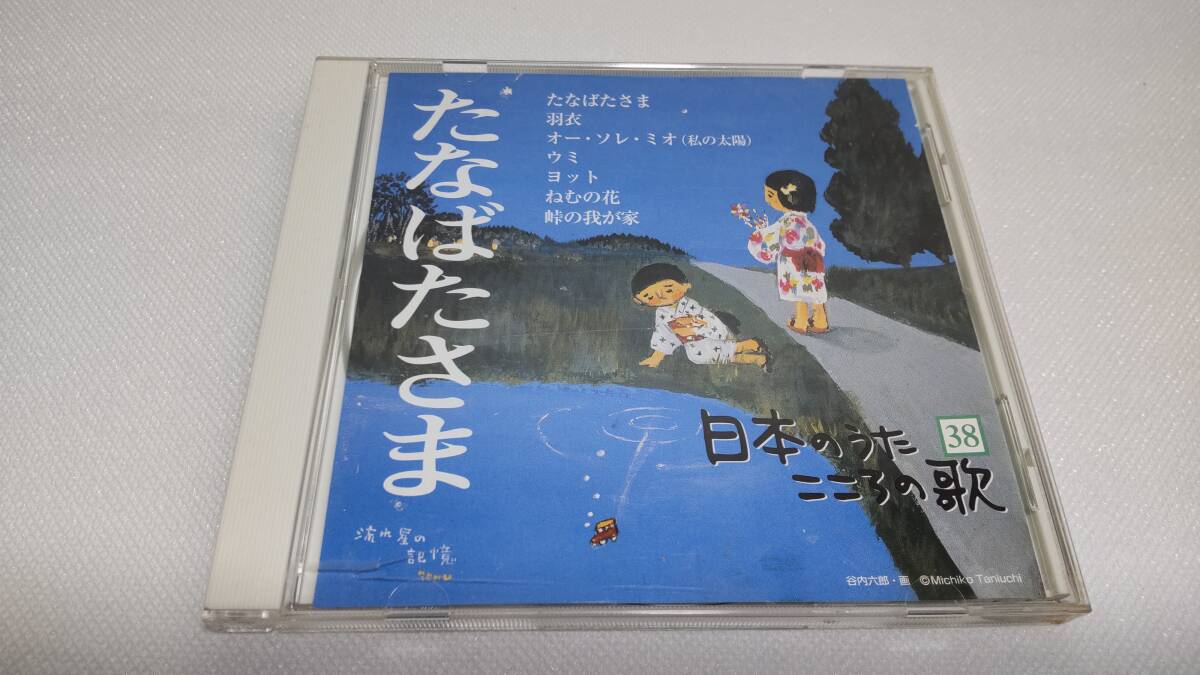 たなばたさま
たなばたさま
羽衣
オー・ソレ・ミオ(私の太陽)
ウミ
ヨット
ねむの花
峠の我が家
日本のうた
こころの歌
38
流れ星の
記憶
谷内六郎・画 ©Michiko Taniuchi